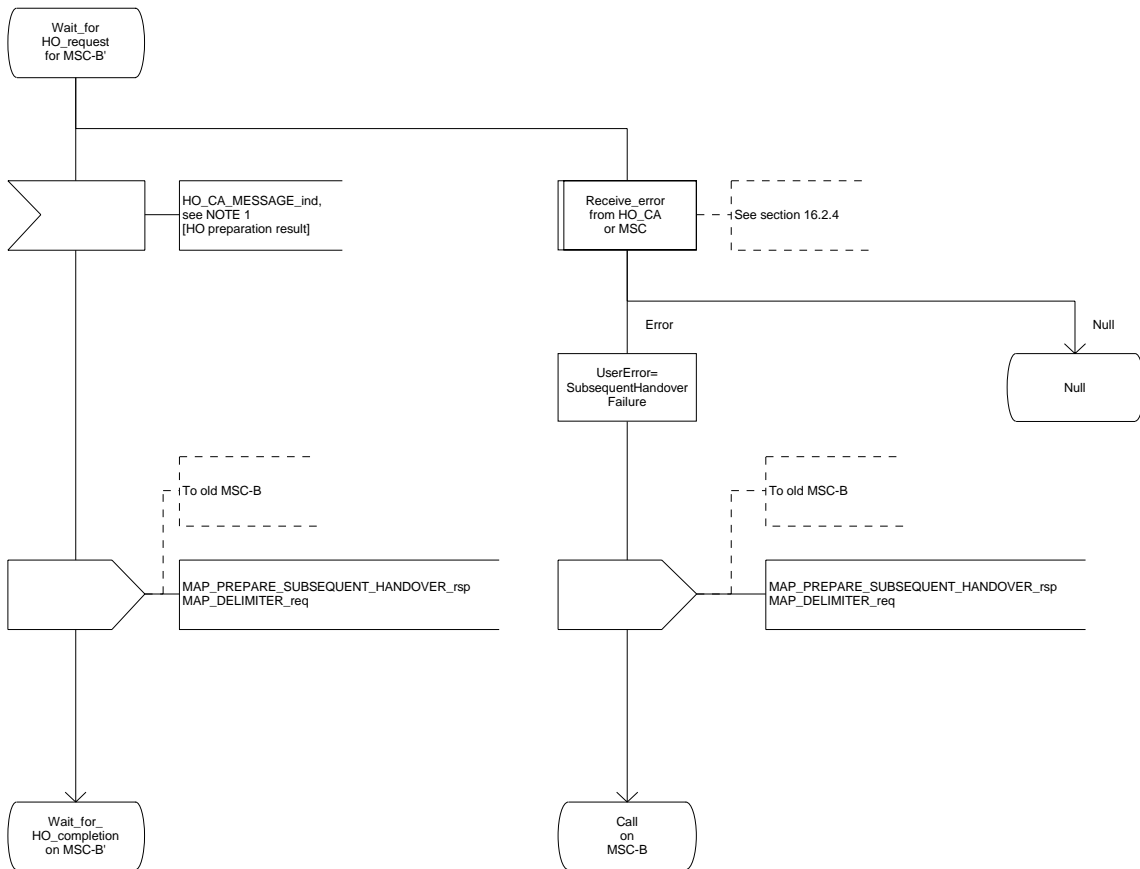 Wait_for
HO_request
for MSC-B'
HO_CA_MESSAGE_ind,
see NOTE 1
[HO preparation result]
Receive_error
from HO_CA
or MSC
See section 16.2.4
Error
Null
UserError=
SubsequentHandover
Failure
Null
To old MSC-B
To old MSC-B
MAP_PREPARE_SUBSEQUENT_HANDOVER_rsp
MAP_DELIMITER_req
MAP_PREPARE_SUBSEQUENT_HANDOVER_rsp
MAP_DELIMITER_req
Wait_for_
HO_completion
on MSC-B'
Call
on
MSC-B